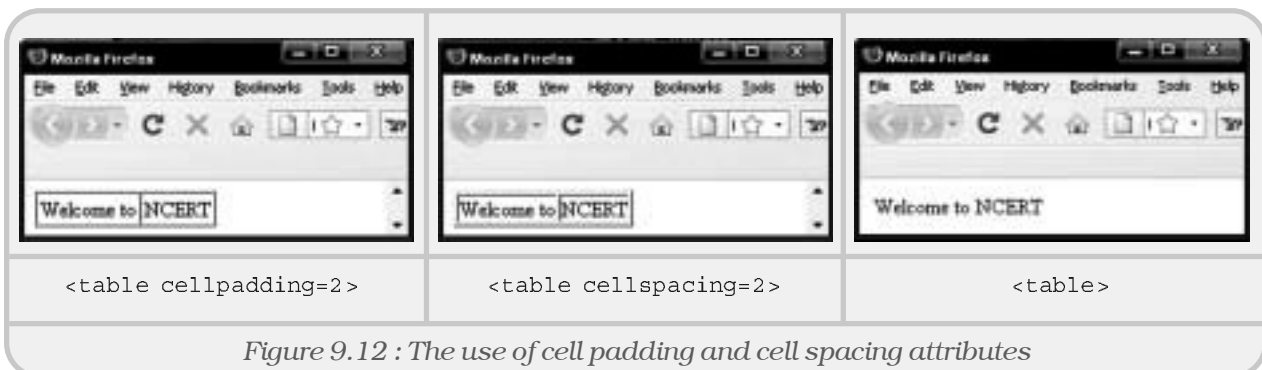 Mozilla Firefox
File Edit View History Bookmarks Tools Help
Welcome to NCERT
<table cellpadding=2>
Mozilla Firefox
File Edit View History Bookmarks Tools Help
Welcome to NCERT
<table cellspacing=2>
Mozilla Firefox
File Edit View History Bookmarks Tools Help
Welcome to NCERT
<table>
Figure 9.12 : The use of cell padding and cell spacing attributes